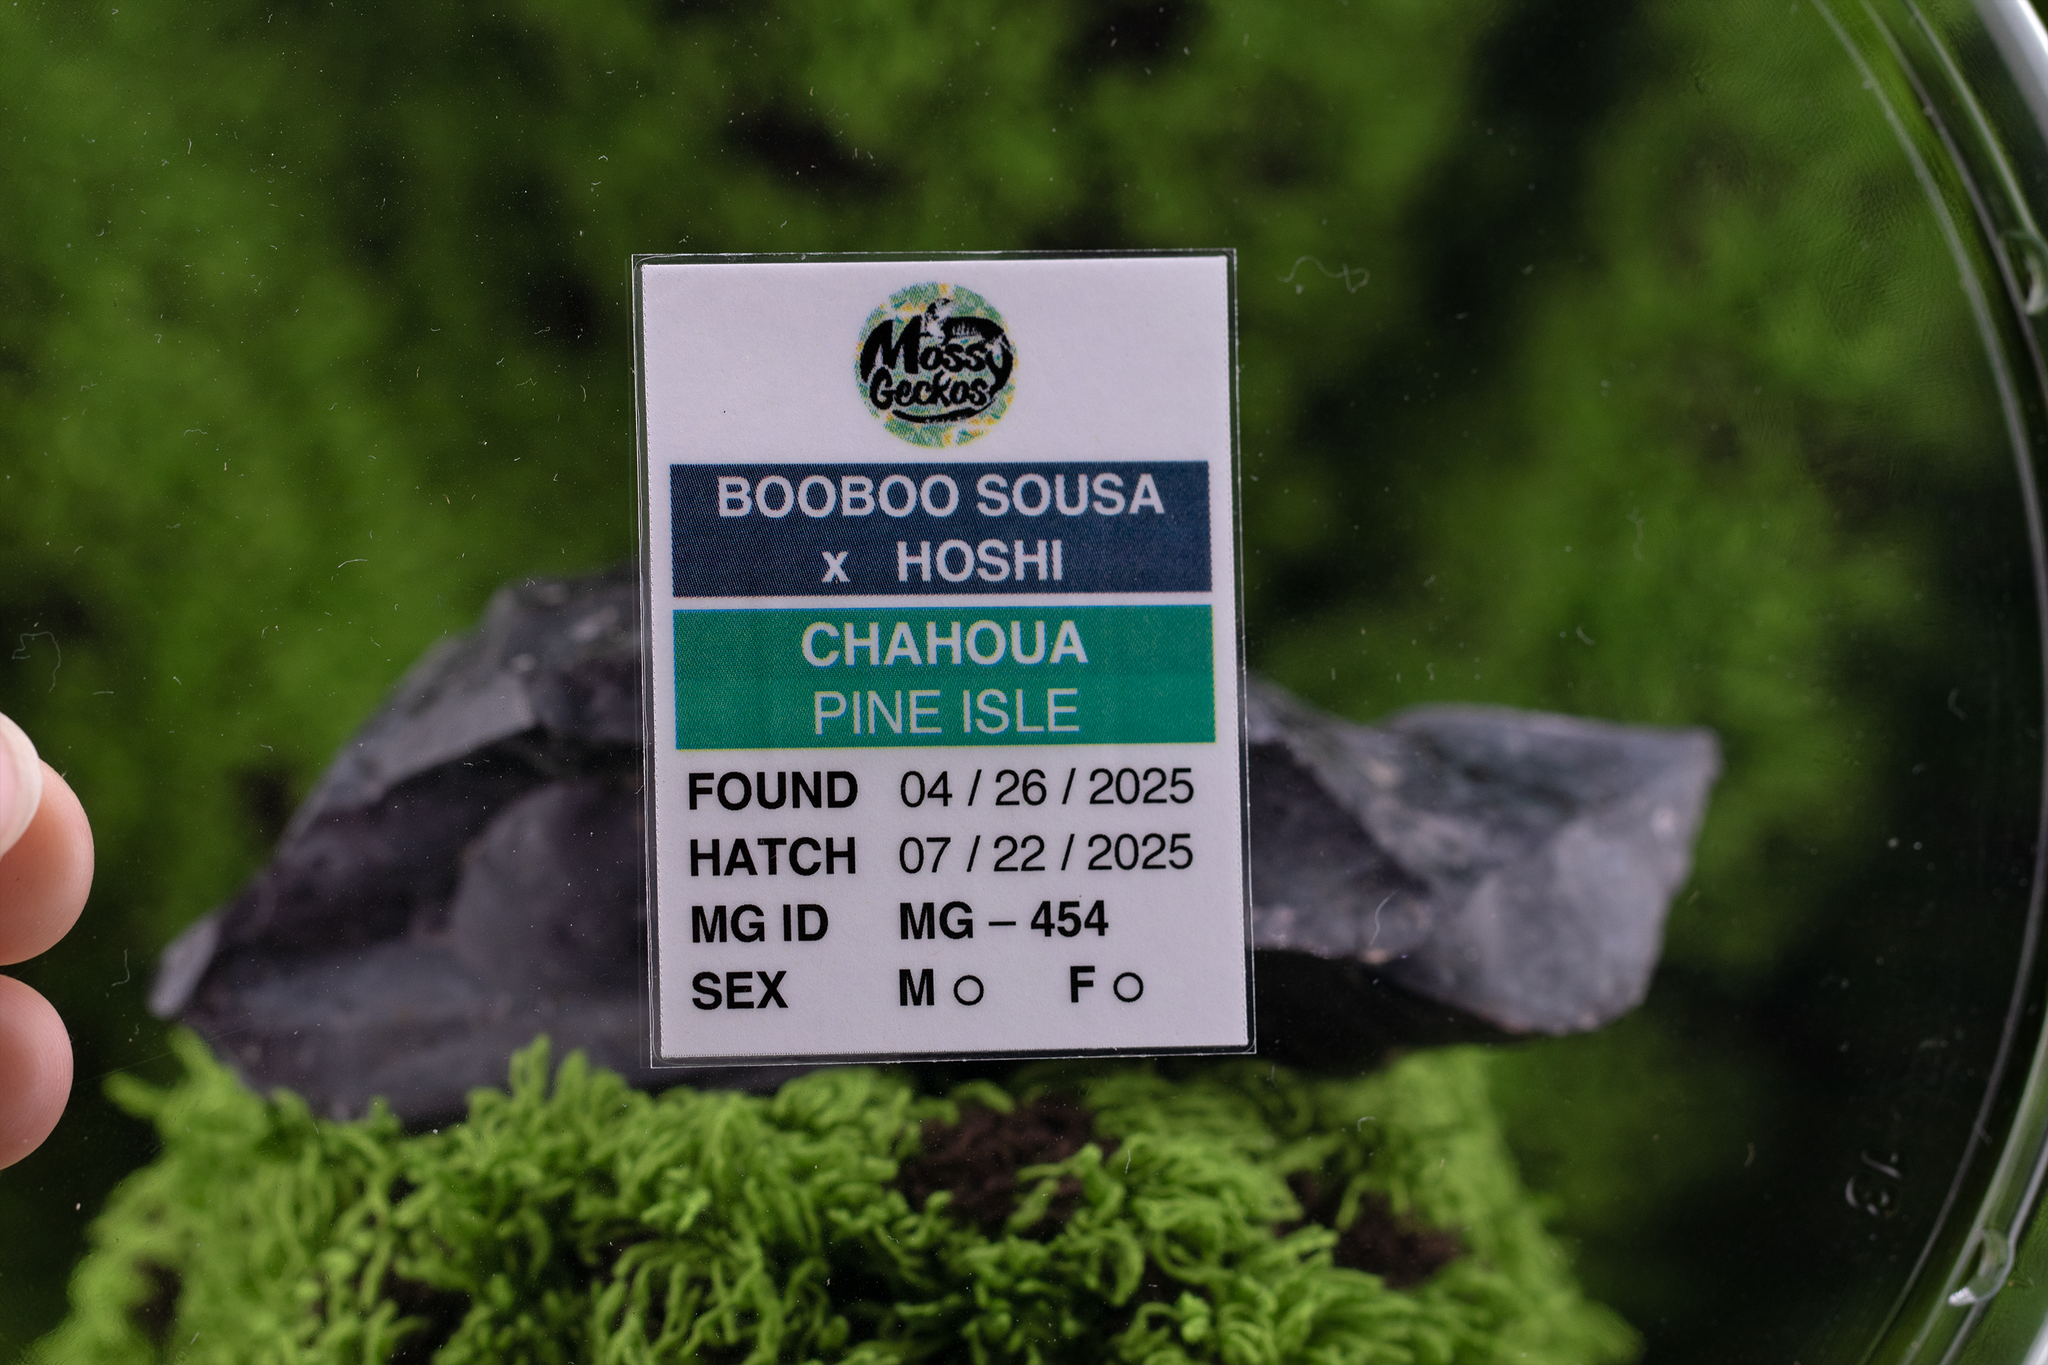 Mossy
Geckos
BOOBOO SOUSA
x HOSHI
CHAHOUA
PINE ISLE
FOUND 04 / 26 / 2025
HATCH 07 / 22 / 2025
MG ID MG – 454
SEX M ○ F ○
13